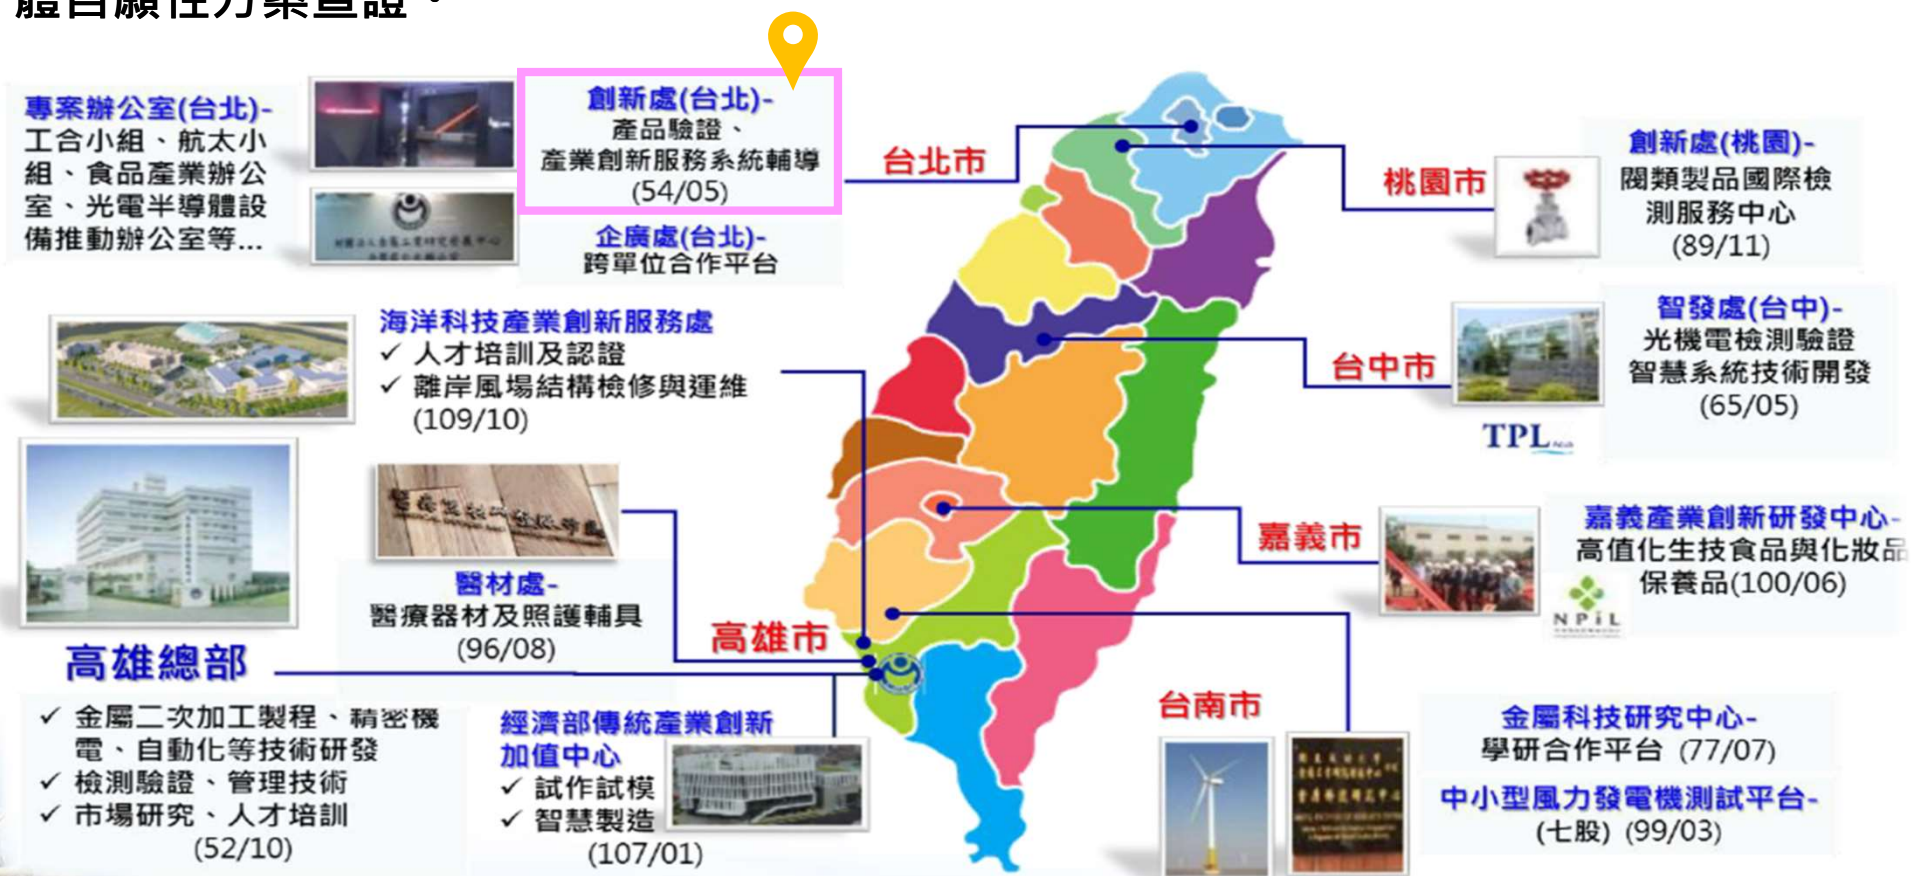 體自願性方案宣證。
專案辦公室(台北)-
工合小組、航太小
組、食品產業辦公
室、光電半導體設
備推動辦公室等...
創新處(台北)-
產品驗證、
產業創新服務系統輔導
(54/05)
企廣處(台北)-
跨單位合作平台
台北市
桃園市
創新處(桃園)-
閥類製品國際檢
測服務中心
(89/11)
海洋科技產業創新服務處
✓ 人才培訓及認證
✓ 離岸風場結構檢修與運維
(109/10)
台中市
智發處(台中)-
光機電檢測驗證
智慧系統技術開發
(65/05)
TPL
醫材處-
醫療器材及照護輔具
(96/08)
高雄市
嘉義市
嘉義產業創新研發中心-
高值化生技食品與化妝品
保養品(100/06)
NPiL
高雄總部
✓ 金屬二次加工製程、精密機
電、自動化等技術研發
✓ 檢測驗證、管理技術
✓ 市場研究、人才培訓
(52/10)
經濟部傳統產業創新
加值中心
✓ 試作試模
✓ 智慧製造
(107/01)
台南市
金屬科技研究中心-
學研合作平台 (77/07)
中小型風力發電機測試平台-
(七股) (99/03)